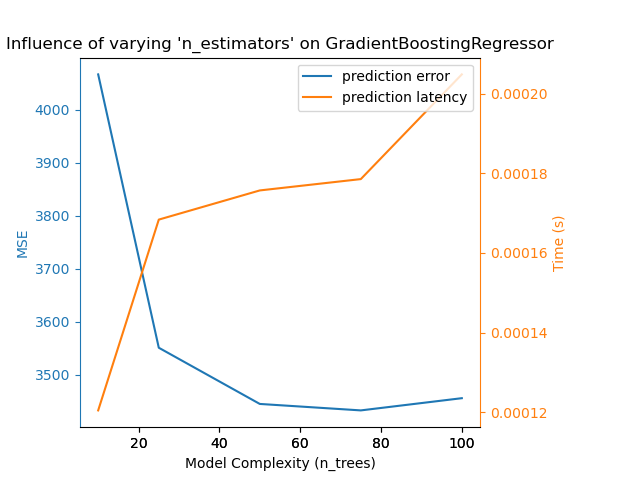 Influence of varying 'n_estimators' on GradientBoostingRegressor
prediction error
prediction latency
4000
3900
3800
3700
3600
3500
MSE
0.00020
0.00018
0.00016
0.00014
0.00012
Time (s)
20 40 60 80 100
Model Complexity (n_trees)